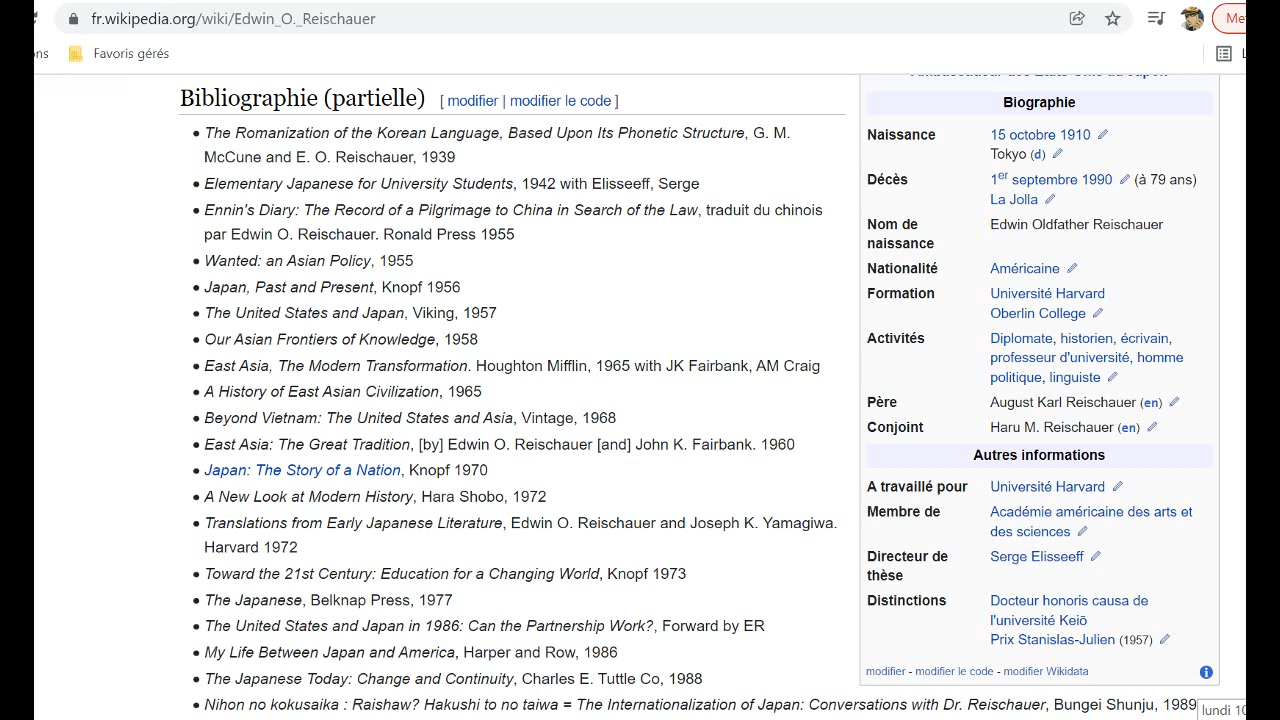 fr.wikipedia.org/wiki/Edwin_O._Reischauer
Favoris gérés
Bibliographie (partielle) [ modifier | modifier le code ]
• The Romanization of the Korean Language, Based Upon Its Phonetic Structure, G. M.
McCune and E. O. Reischauer, 1939
• Elementary Japanese for University Students, 1942 with Elisseeff, Serge
• Ennin's Diary: The Record of a Pilgrimage to China in Search of the Law, traduit du chinois
par Edwin O. Reischauer. Ronald Press 1955
• Wanted: an Asian Policy, 1955
• Japan, Past and Present, Knopf 1956
• The United States and Japan, Viking, 1957
• Our Asian Frontiers of Knowledge, 1958
• East Asia, The Modern Transformation. Houghton Mifflin, 1965 with JK Fairbank, AM Craig
• A History of East Asian Civilization, 1965
• Beyond Vietnam: The United States and Asia, Vintage, 1968
• East Asia: The Great Tradition, [by] Edwin O. Reischauer [and] John K. Fairbank. 1960
• Japan: The Story of a Nation, Knopf 1970
• A New Look at Modern History, Hara Shobo, 1972
• Translations from Early Japanese Literature, Edwin O. Reischauer and Joseph K. Yamagiwa.
Harvard 1972
• Toward the 21st Century: Education for a Changing World, Knopf 1973
• The Japanese, Belknap Press, 1977
• The United States and Japan in 1986: Can the Partnership Work?, Forward by ER
• My Life Between Japan and America, Harper and Row, 1986
• The Japanese Today: Change and Continuity, Charles E. Tuttle Co, 1988
• Nihon no kokusaika : Raishaw? Hakushi to no taiwa = The Internationalization of Japan: Conversations with Dr. Reischauer, Bungei Shunju, 1989
Biographie
Naissance 15 octobre 1910
Tokyo (d)
Décès 1er septembre 1990 (à 79 ans)
La Jolla
Nom de naissance Edwin Oldfather Reischauer
Nationalité Américaine
Formation Université Harvard
Oberlin College
Activités Diplomate, historien, écrivain,
professeur d'université, homme
politique, linguiste
Père August Karl Reischauer (en)
Conjoint Haru M. Reischauer (en)
Autres informations
A travaillé pour Université Harvard
Membre de Académie américaine des arts et
des sciences
Directeur de thèse Serge Elisseeff
Distinctions Docteur honoris causa de
l'université Keiō
Prix Stanislas-Julien (1957)
modifier - modifier le code - modifier Wikidata
lundi 10